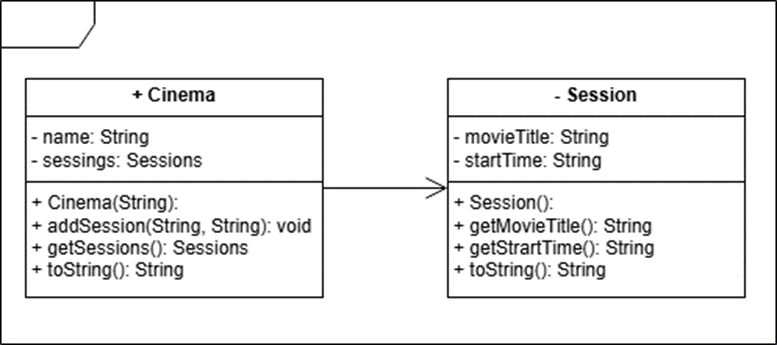 + Cinema
- name: String
- sessings: Sessions
+ Cinema(String):
+ addSession(String, String): void
+ getSessions(): Sessions
+ toString(): String
- Session
- movieTitle: String
- startTime: String
+ Session():
+ getMovieTitle(): String
+ getStrartTime(): String
+ toString(): String